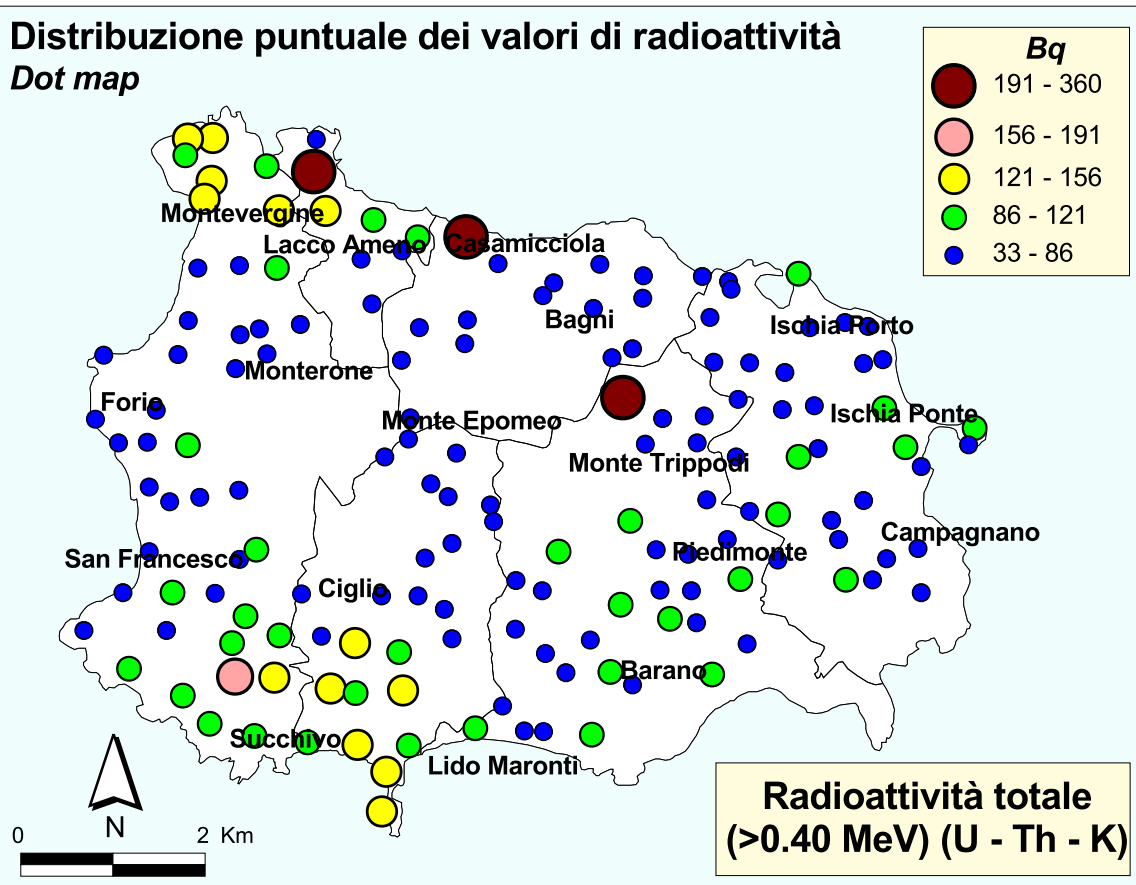 Distribuzione puntuale dei valori di radioattività
Dot map
Bq
191 - 360
156 - 191
121 - 156
86 - 121
33 - 86
Montevergine
Lacco Ameno
Casamicciola
Bagni
Ischia Porto
Monterone
Forio
Monte Epomeo
Ischia Ponte
Monte Trippodi
Campagnano
San Francesco
Piedimonte
Ciglio
Barano
Succhivo
Lido Maronti
N
0 2 Km
Radioattività totale
(>0.40 MeV) (U - Th - K)